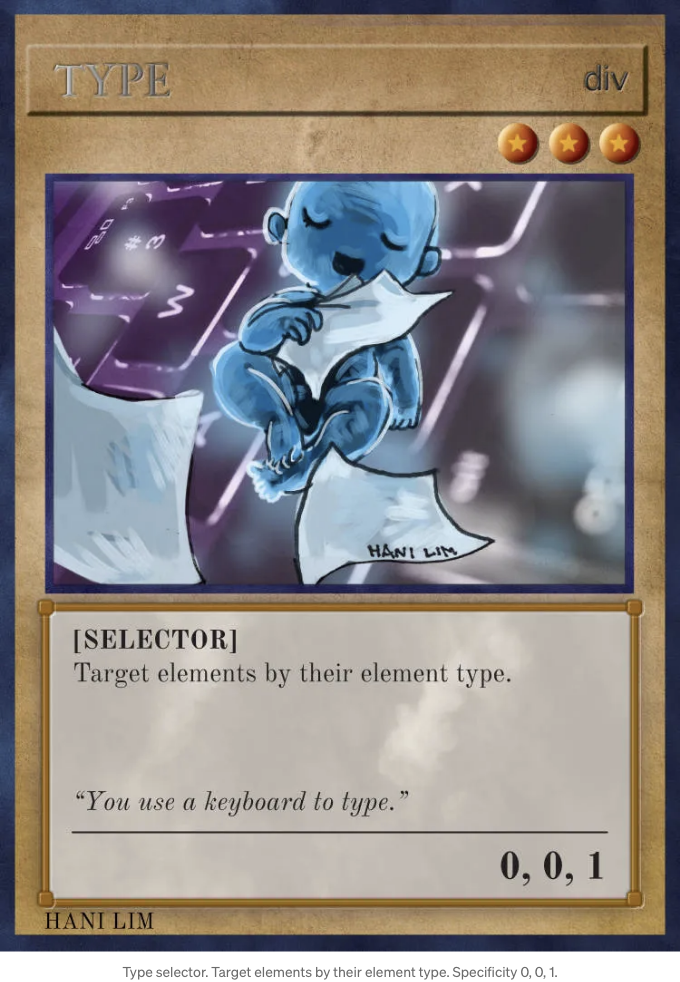 TYPE
div
# 3
W
HANI LIM
[SELECTOR]
Target elements by their element type.
“You use a keyboard to type.”
0, 0, 1
HANI LIM
Type selector. Target elements by their element type. Specificity 0, 0, 1.